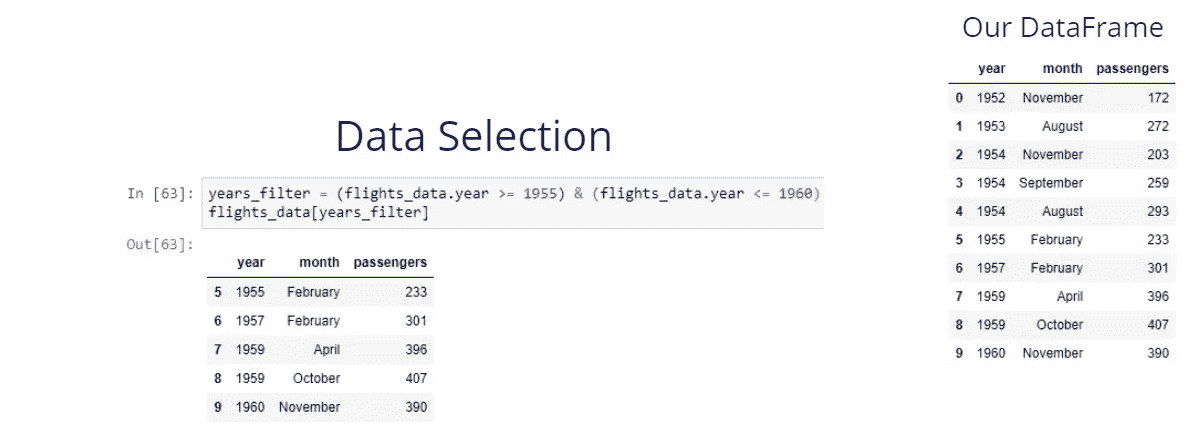 Data Selection
In [63]: years_filter = (flights_data.year >= 1955) & (flights_data.year <= 1960)
flights_data[years_filter]
Out[63]:
year month passengers
5 1955 February 233
6 1957 February 301
7 1959 April 396
8 1959 October 407
9 1960 November 390
Our DataFrame
year month passengers
0 1952 November 172
1 1953 August 272
2 1954 November 203
3 1954 September 259
4 1954 August 293
5 1955 February 233
6 1957 February 301
7 1959 April 396
8 1959 October 407
9 1960 November 390